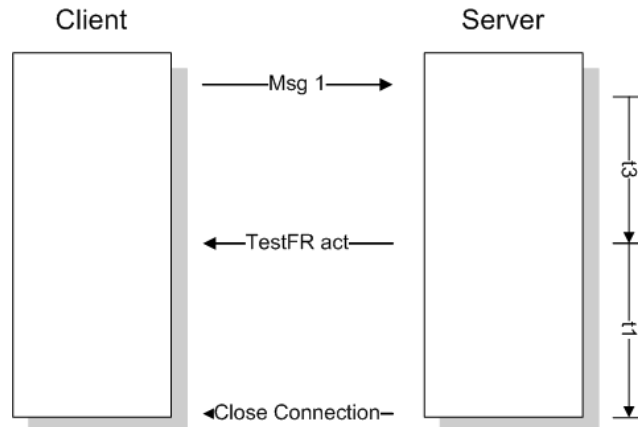 Client
Server
Msg 1
t3
TestFR act
t1
Close Connection